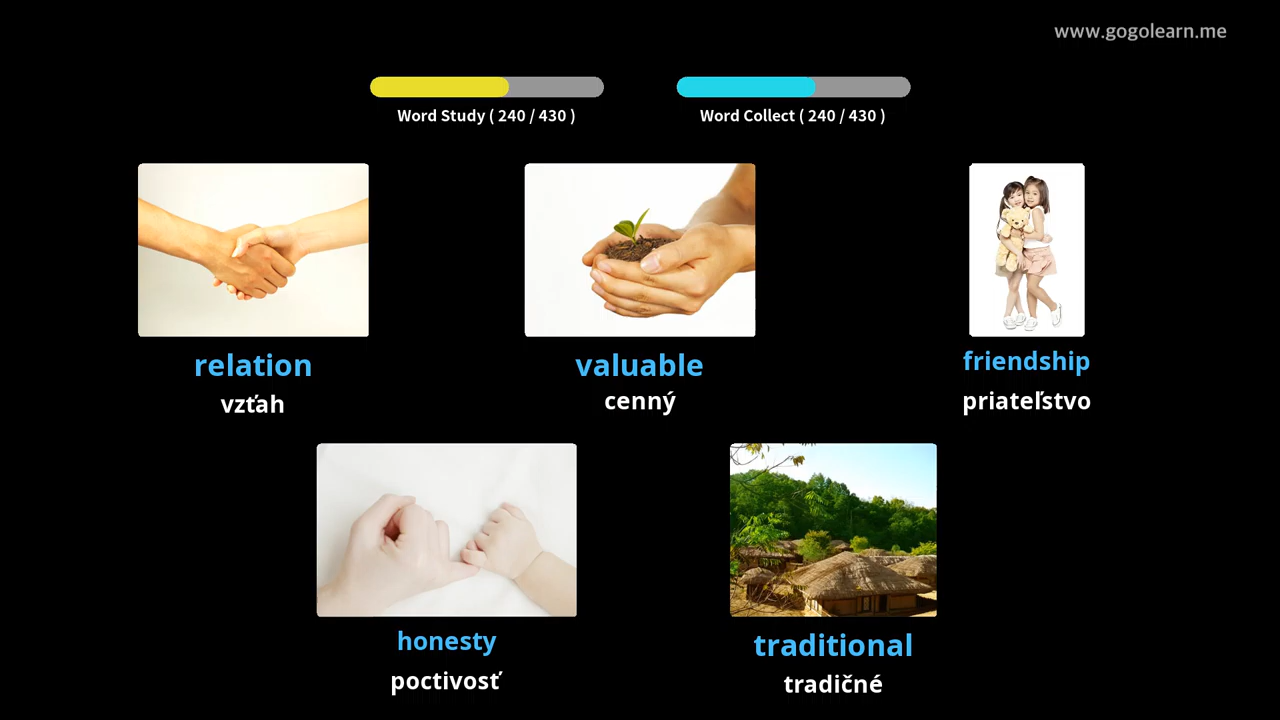 www.gogolearn.me
Word Study ( 240 / 430 )
Word Collect ( 240 / 430 )
relation
vzťah
valuable
cenný
friendship
priateľstvo
honesty
poctivosť
traditional
tradičné